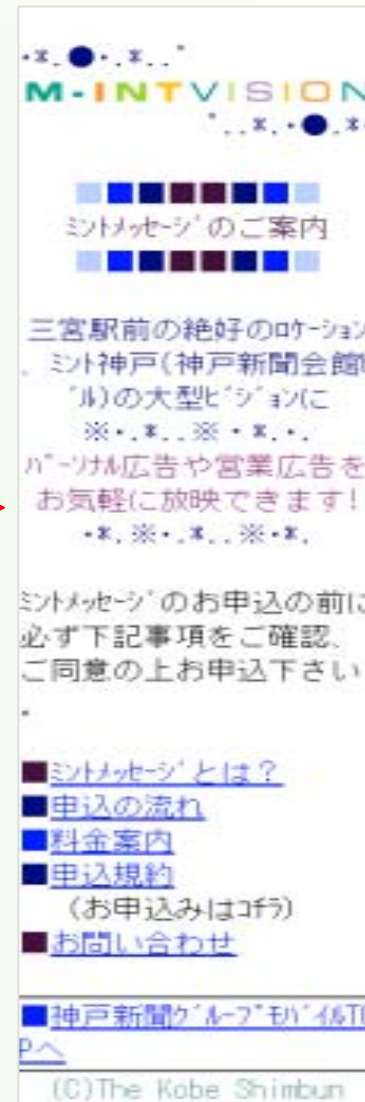 M-INTVISION
ﾐﾝﾄﾒｯｾｰｼﾞのご案内
三宮駅前の絶好のﾛｹｰｼｮﾝ
、ﾐﾝﾄ神戸(神戸新聞会館
ﾞﾙ)の大型ﾋﾞｼﾞｮﾝに
※・.*..※・*.・.
ﾊﾟｰｿﾅﾙ広告や営業広告を
お気軽に放映できます!
・*.※・.*..※・*.
ﾐﾝﾄﾒｯｾｰｼﾞのお申込の前に
必ず下記事項をご確認、
ご同意の上お申込下さい
。
■ﾐﾝﾄﾒｯｾｰｼﾞとは？
■申込の流れ
■料金案内
■申込規約
(お申込みはｺﾁﾗ)
■お問い合わせ
■神戸新聞ｸﾞﾙｰﾌﾟﾓﾊﾞｲﾙTO
Pへ
(C)The Kobe Shimbun